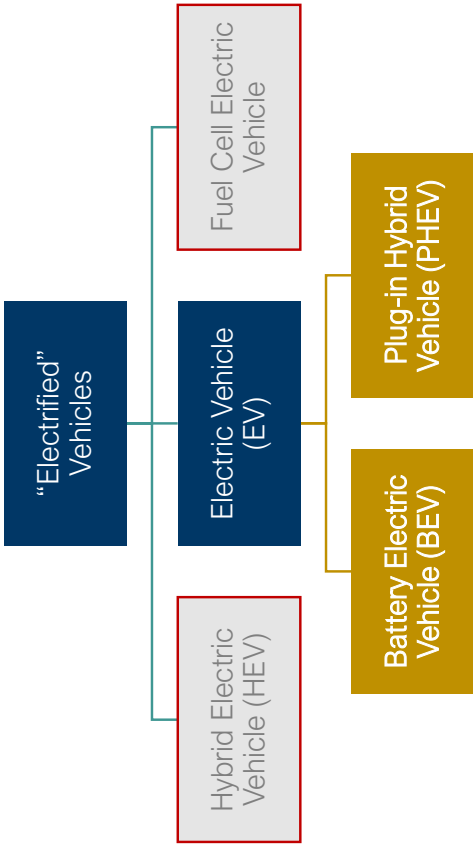 “Electrified”
Vehicles
Hybrid Electric
Vehicle (HEV)
Electric Vehicle
(EV)
Fuel Cell Electric
Vehicle
Battery Electric
Vehicle (BEV)
Plug-in Hybrid
Vehicle (PHEV)